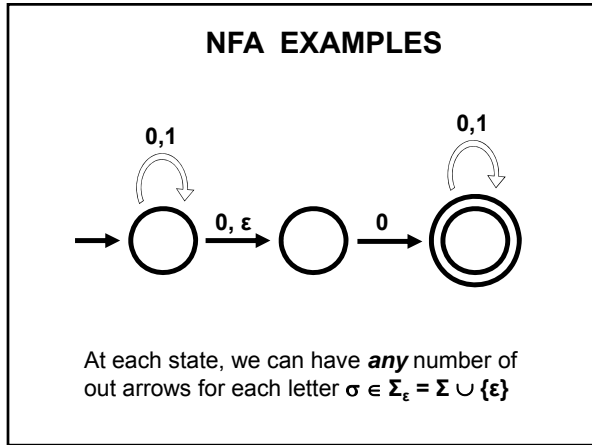 NFA EXAMPLES
0,1
0,1
0, ε
0
At each state, we can have any number of
out arrows for each letter σ ∈ Σε = Σ ∪ {ε}